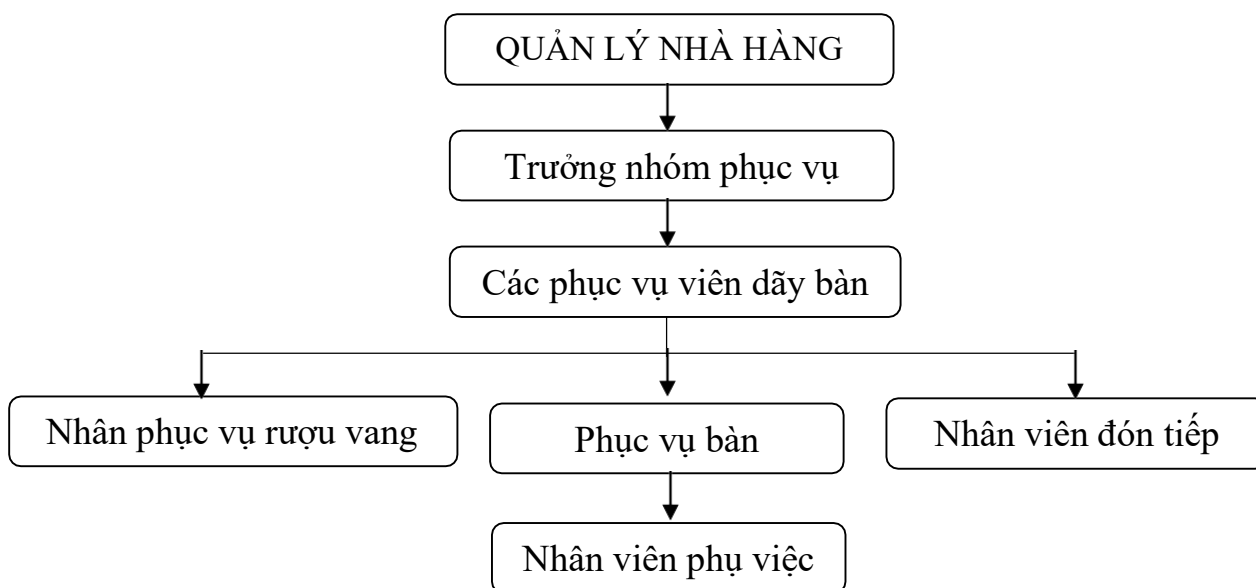 QUẢN LÝ NHÀ HÀNG
Trưởng nhóm phục vụ
Các phục vụ viên dãy bàn
Nhân phục vụ rượu vang
Phục vụ bàn
Nhân viên đón tiếp
Nhân viên phụ việc